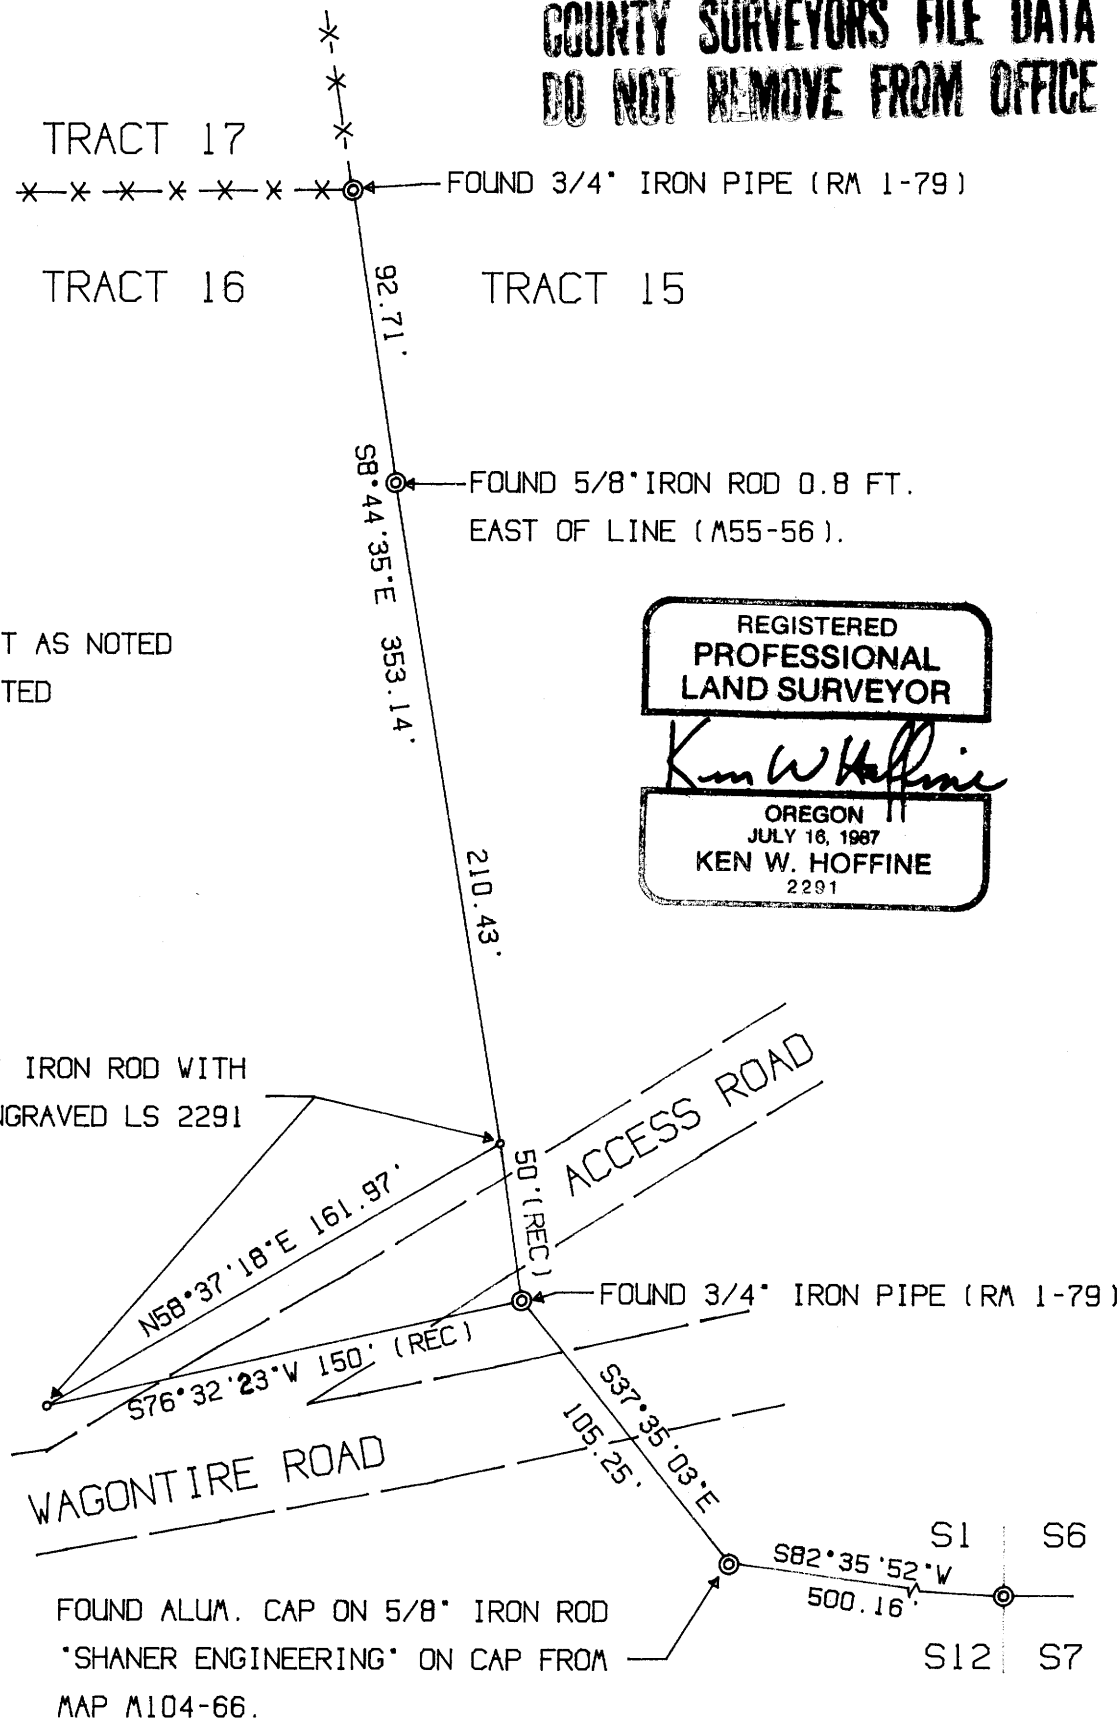 COUNTY SURVEYORS FILE DATA
DO NOT REMOVE FROM OFFICE
TRACT 17
FOUND 3/4" IRON PIPE (RM 1-79)
TRACT 16
TRACT 15
92.71'
FOUND 5/8" IRON ROD 0.8 FT.
EAST OF LINE (M55-56).
S8°44'35"E 353.14'
T AS NOTED
TED
REGISTERED
PROFESSIONAL
LAND SURVEYOR
Ken W Hoffine
OREGON
JULY 16, 1987
KEN W. HOFFINE
2291
210.43'
IRON ROD WITH
NGRAVED LS 2291
ACCESS ROAD
50'(REC)
N58°37'18"E 161.97'
FOUND 3/4" IRON PIPE (RM 1-79)
S76°32'23"W 150' (REC)
S37°35'03"E
105.25'
WAGONTIRE ROAD
S1 S6
S82°35'52"W
500.16'
S12 S7
FOUND ALUM. CAP ON 5/8" IRON ROD
"SHANER ENGINEERING" ON CAP FROM
MAP M104-66.